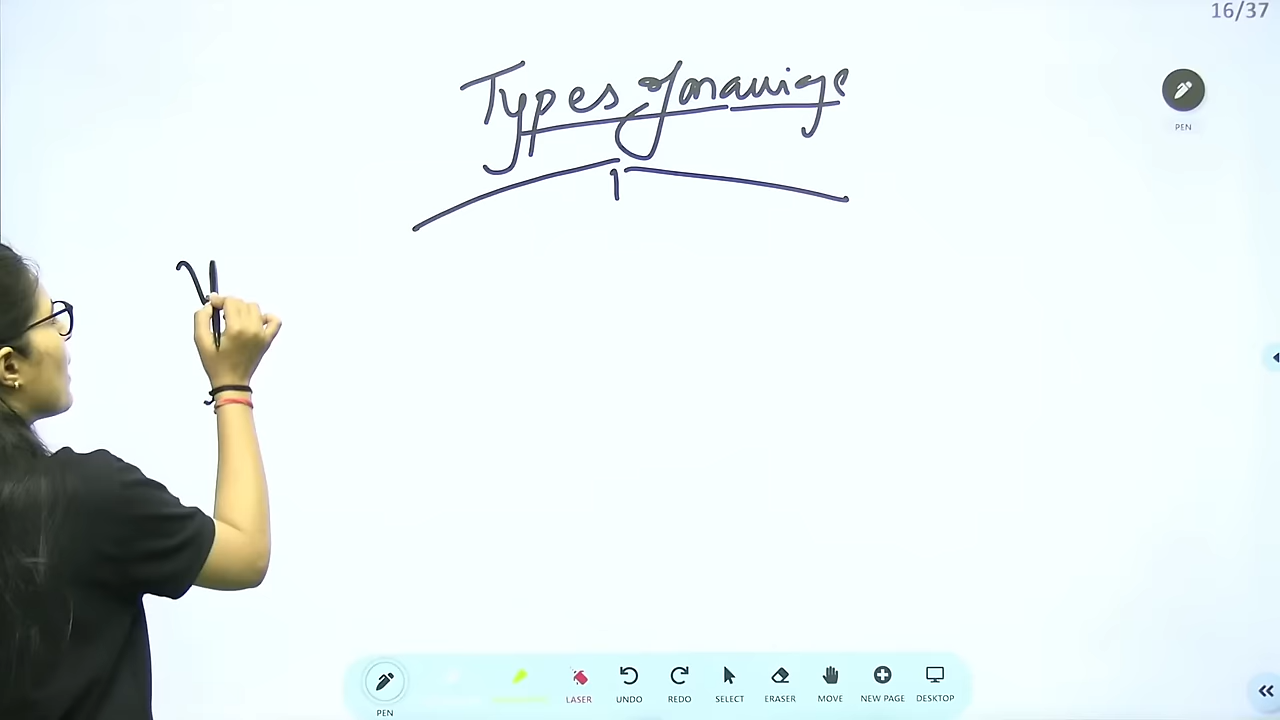 16/37
Types of marriage
PEN
PEN
LASER
UNDO
REDO
SELECT
ERASER
MOVE
NEW PAGE
DESKTOP